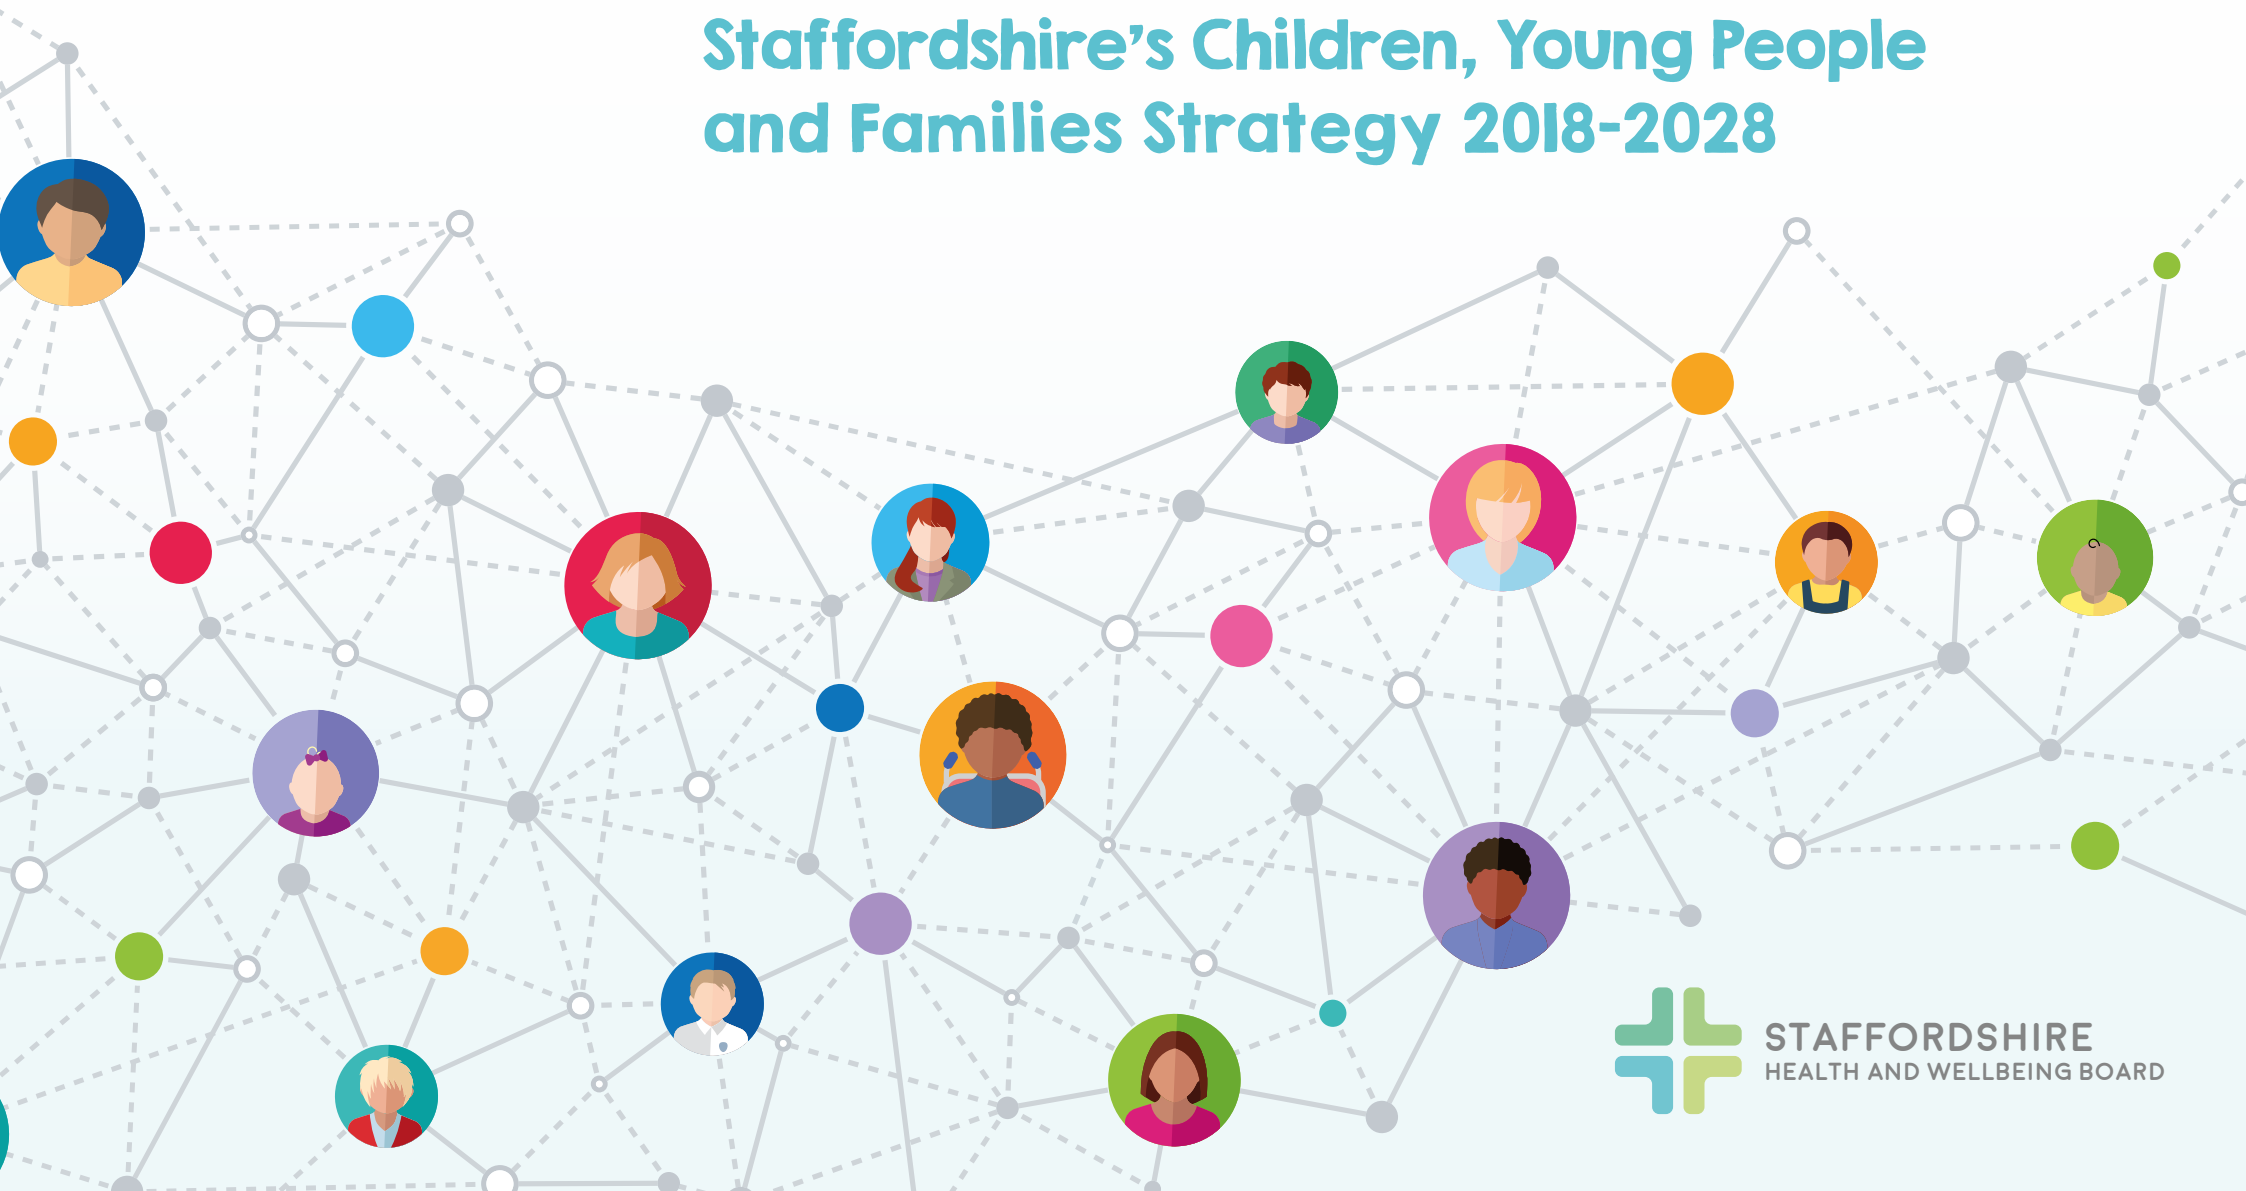 Staffordshire's Children, Young People
and Families Strategy 2018-2028
STAFFORDSHIRE
HEALTH AND WELLBEING BOARD